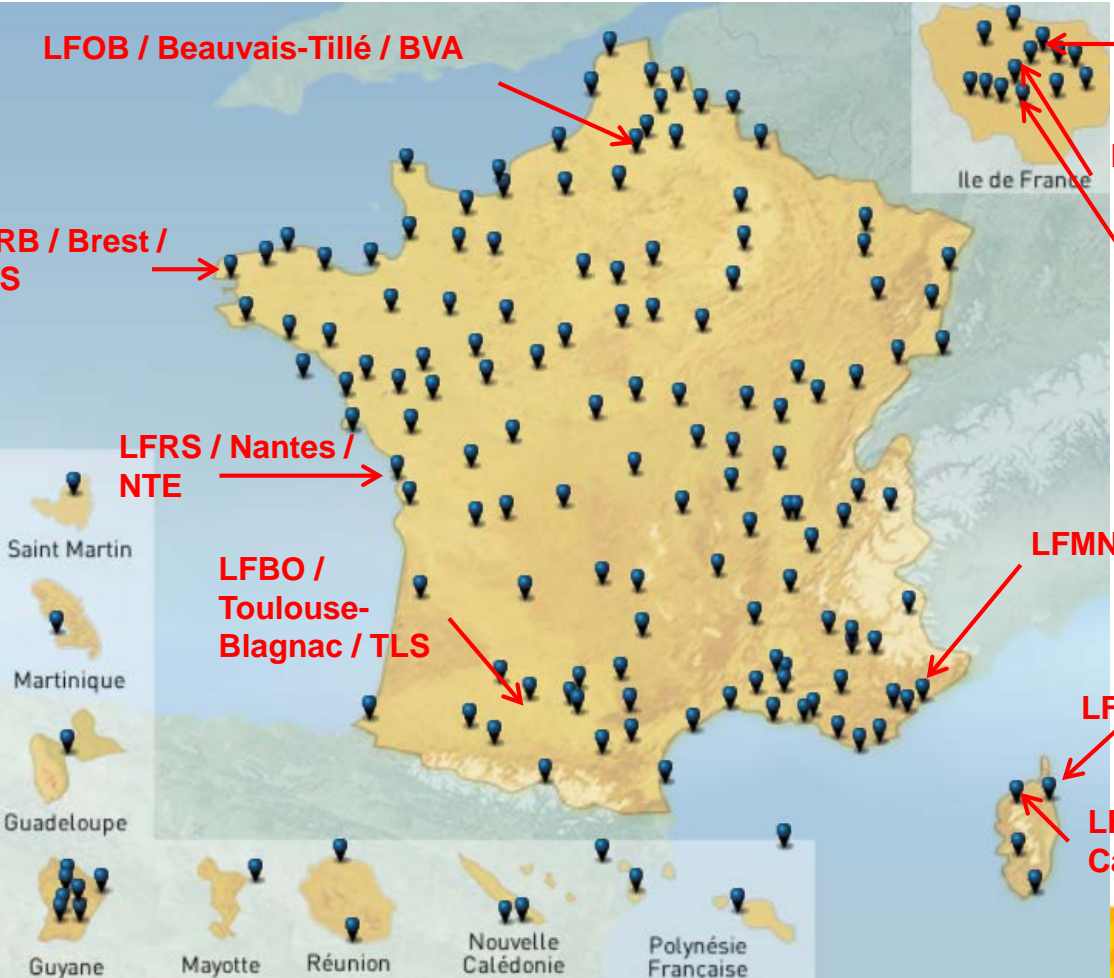 LFOB / Beauvais-Tillé / BVA
Ile de France
RB / Brest /
S
LFRS / Nantes /
NTE
Saint Martin
LFBO /
Toulouse-
Blagnac / TLS
LFMN
Martinique
LF
Guadeloupe
Ca
Guyane
Mayotte
Réunion
Nouvelle
Calédonie
Polynésie
Française